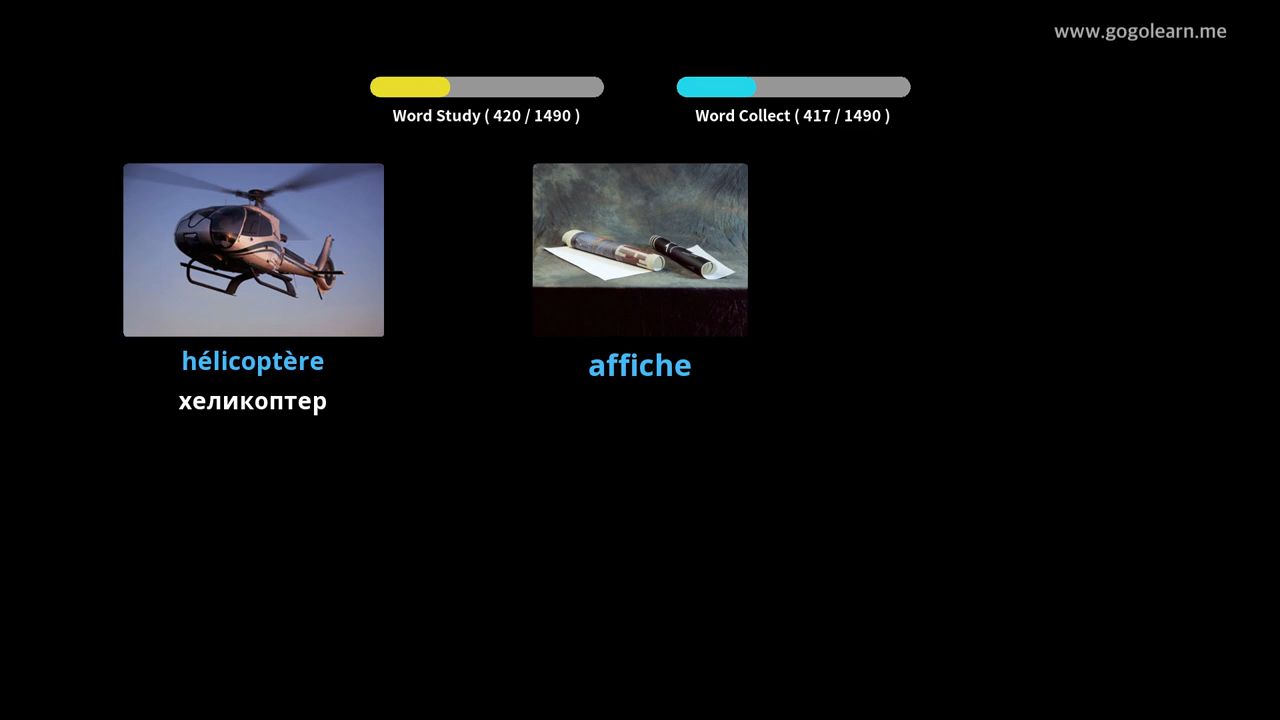 www.gogolearn.me
Word Study ( 420 / 1490 )
Word Collect ( 417 / 1490 )
hélicoptère
хеликоптер
affiche